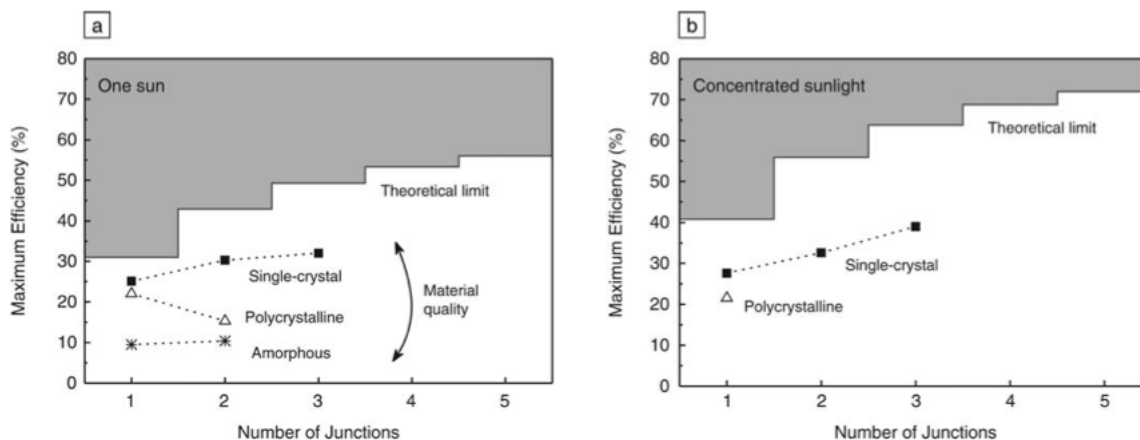 a
One sun
80
70
60
50
40
30
20
10
0
Maximum Efficiency (%)
Theoretical limit
Single-crystal
Polycrystalline
Amorphous
Material
quality
1 2 3 4 5
Number of Junctions
b
Concentrated sunlight
80
70
60
50
40
30
20
10
0
Maximum Efficiency (%)
Theoretical limit
Single-crystal
Polycrystalline
1 2 3 4 5
Number of Junctions